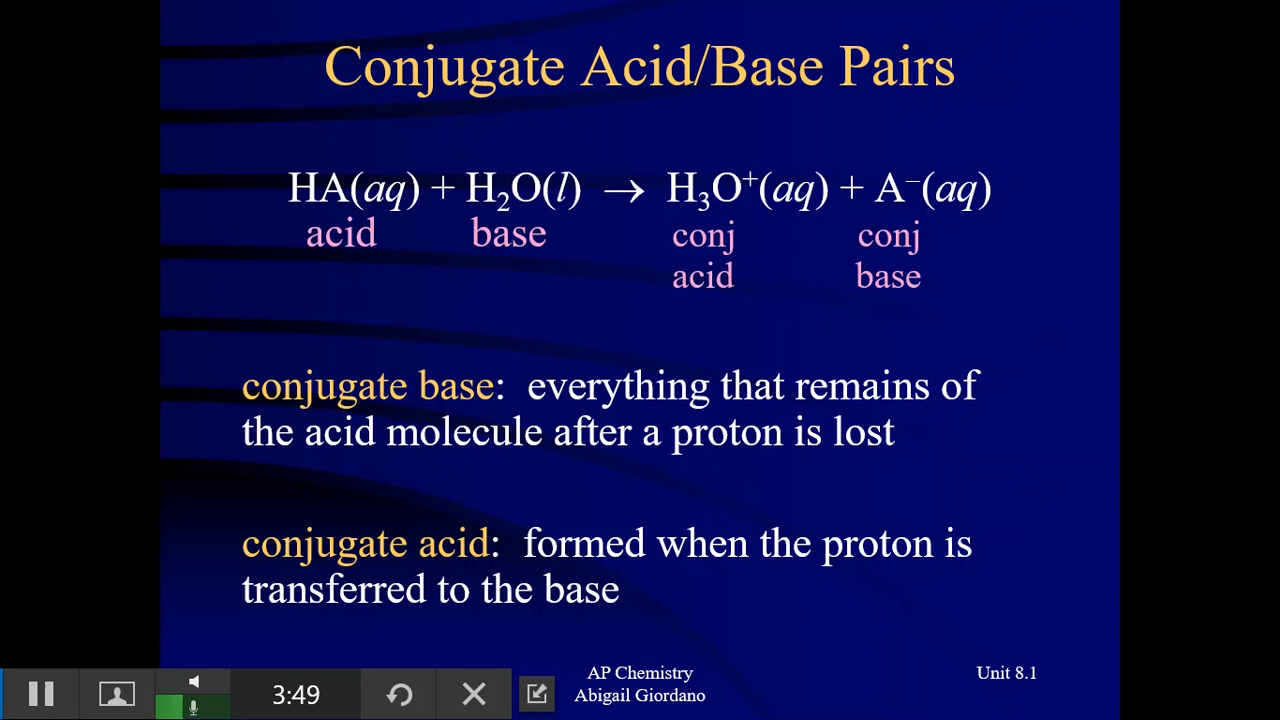 Conjugate Acid/Base Pairs
HA(aq) + H₂O(l) → H₃O⁺(aq) + A⁻(aq)
acid base conj conj
acid base
conjugate base: everything that remains of
the acid molecule after a proton is lost
conjugate acid: formed when the proton is
transferred to the base
AP Chemistry
Abigail Giordano
Unit 8.1
3:49